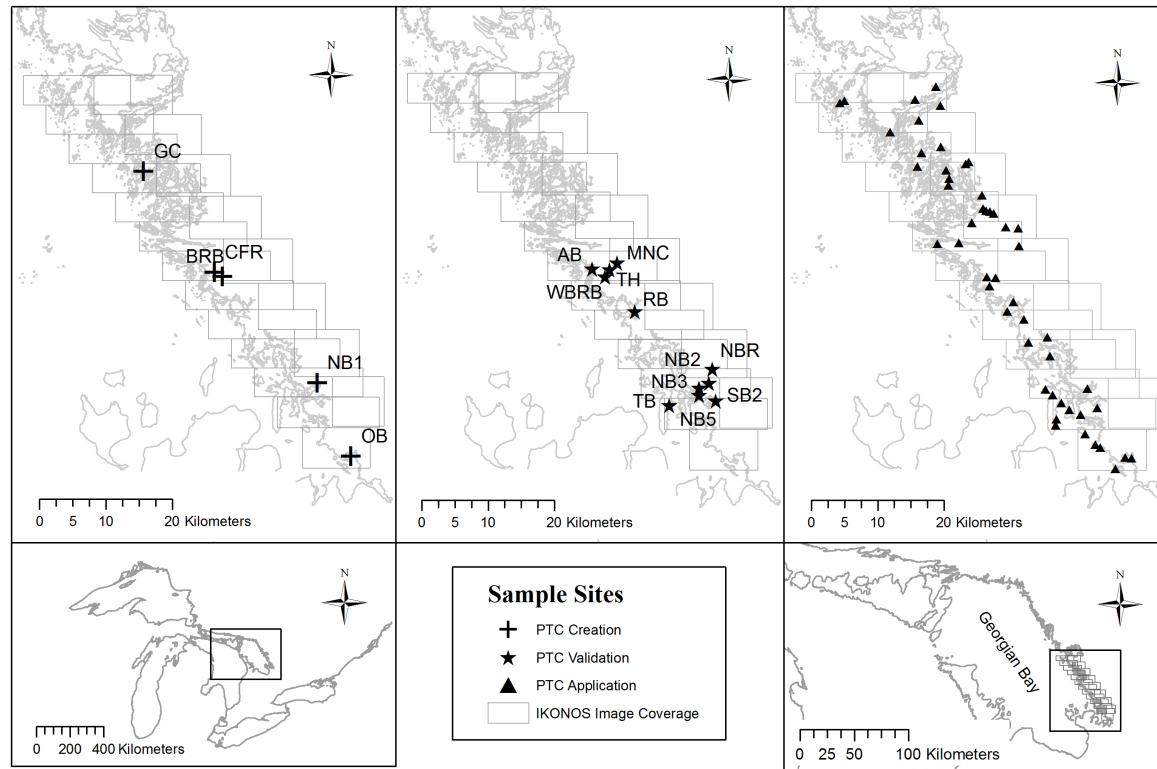 N
GC
BRB
CFR
NB1
OB
0 5 10 20 Kilometers
N
AB
MNC
TH
WBRB
RB
NBR
NB2
NB3
SB2
TB
NB5
0 5 10 20 Kilometers
N
0 5 10 20 Kilometers
N
0 200 400 Kilometers
Sample Sites
PTC Creation
PTC Validation
PTC Application
IKONOS Image Coverage
N
Georgian Bay
0 25 50 100 Kilometers